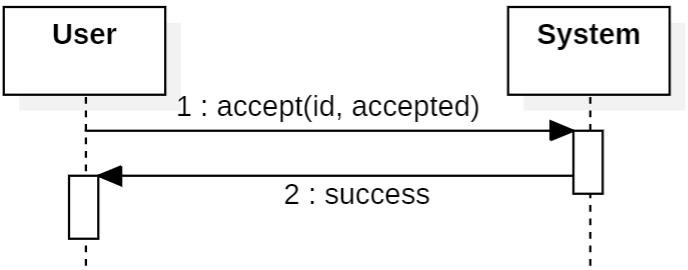 User
System
1 : accept(id, accepted)
2 : success